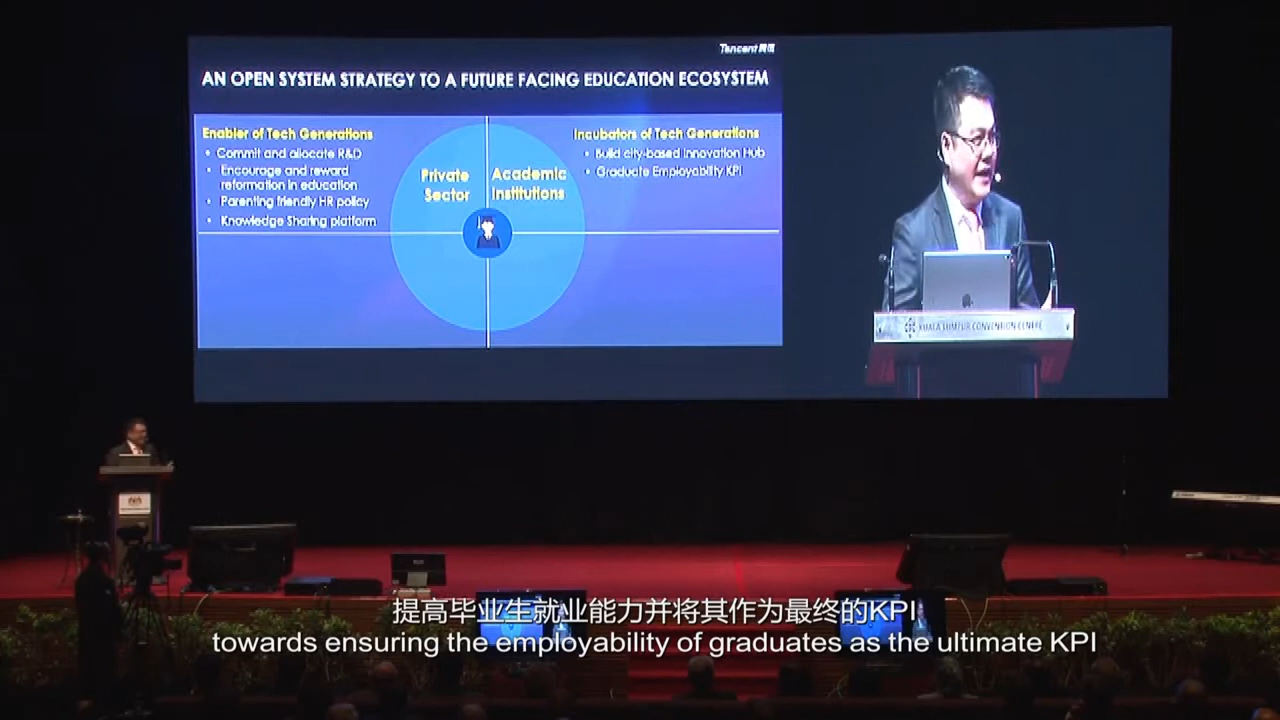 Tencent 腾讯
AN OPEN SYSTEM STRATEGY TO A FUTURE FACING EDUCATION ECOSYSTEM
Enabler of Tech Generations
• Commit and allocate R&D
• Encourage and reward
reformation in education
• Parenting friendly HR policy
• Knowledge Sharing platform
Private
Sector
Academic
Institutions
Incubators of Tech Generations
• Build city-based Innovation Hub
• Graduate Employability KPI
KUALA LUMPUR CONVENTION CENTRE
提高毕业生就业能力并将其作为最终的KPI
towards ensuring the employability of graduates as the ultimate KPI